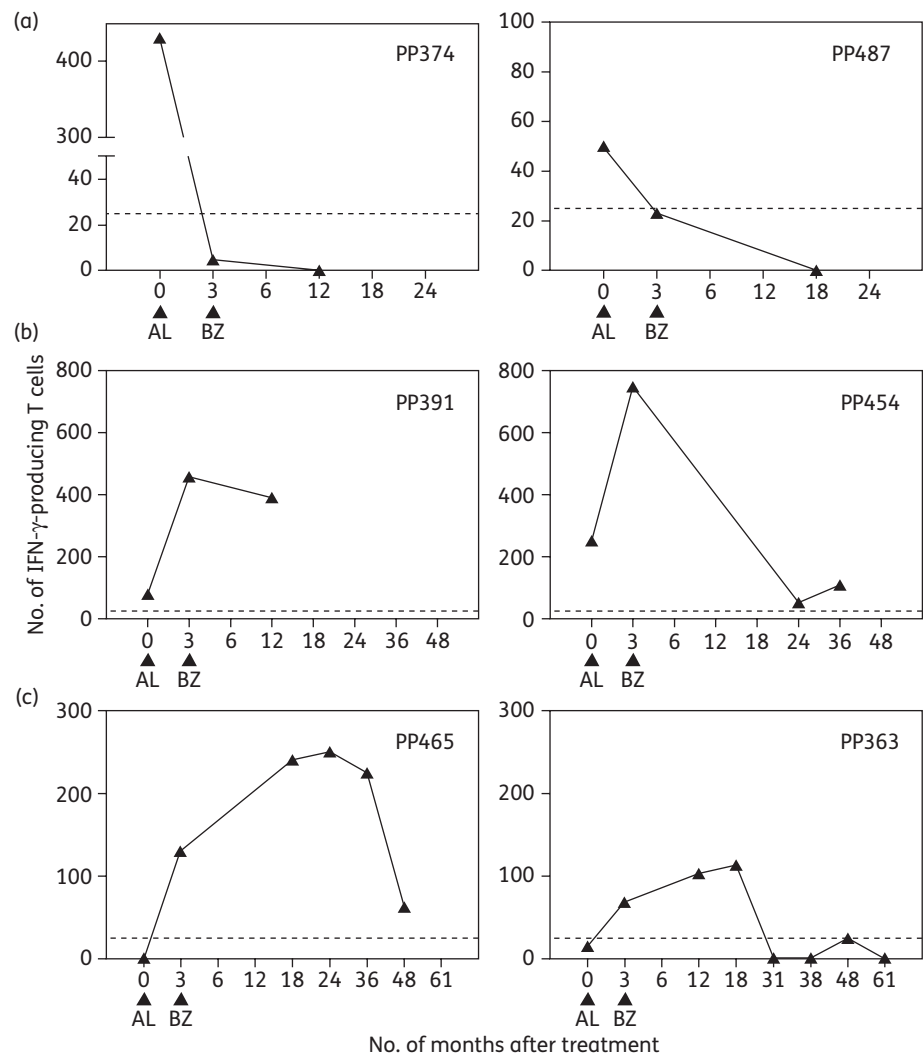 (a)
PP374
400
300
40
20
0
0 3 6 12 18 24
AL BZ
PP487
100
80
60
40
20
0
0 3 6 12 18 24
AL BZ
(b)
No. of IFN-γ-producing T cells
PP391
800
600
400
200
0
0 3 6 12 18 24 36 48
AL BZ
PP454
800
600
400
200
0
0 3 6 12 18 24 36 48
AL BZ
(c)
PP465
300
200
100
0
0 3 6 12 18 24 36 48 61
AL BZ
PP363
300
200
100
0
0 3 6 12 18 31 38 48 61
AL BZ
No. of months after treatment